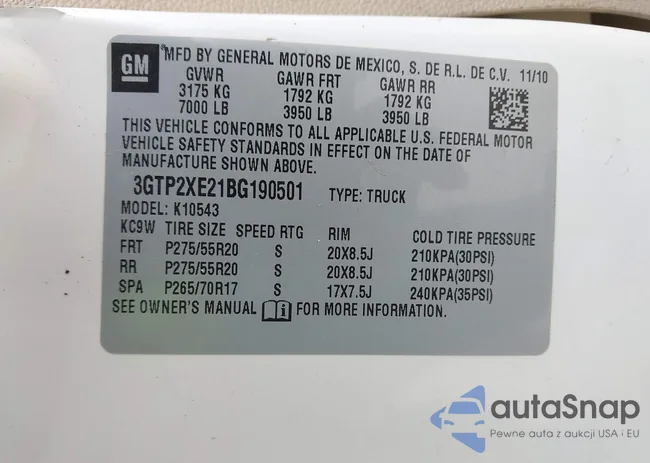 GM
MFD BY GENERAL MOTORS DE MEXICO, S. DE R.L. DE C.V. 11/10
GVWR GAWR FRT GAWR RR
3175 KG 1792 KG 1792 KG
7000 LB 3950 LB 3950 LB
THIS VEHICLE CONFORMS TO ALL APPLICABLE U.S. FEDERAL MOTOR
VEHICLE SAFETY STANDARDS IN EFFECT ON THE DATE OF
MANUFACTURE SHOWN ABOVE.
3GTP2XE21BG190501 TYPE: TRUCK
MODEL: K10543
KC9W TIRE SIZE SPEED RTG RIM COLD TIRE PRESSURE
FRT P275/55R20 S 20X8.5J 210KPA(30PSI)
RR P275/55R20 S 20X8.5J 210KPA(30PSI)
SPA P265/70R17 S 17X7.5J 240KPA(35PSI)
SEE OWNER'S MANUAL i FOR MORE INFORMATION.
autaSnap
Pewne auta z aukcji USA i EU